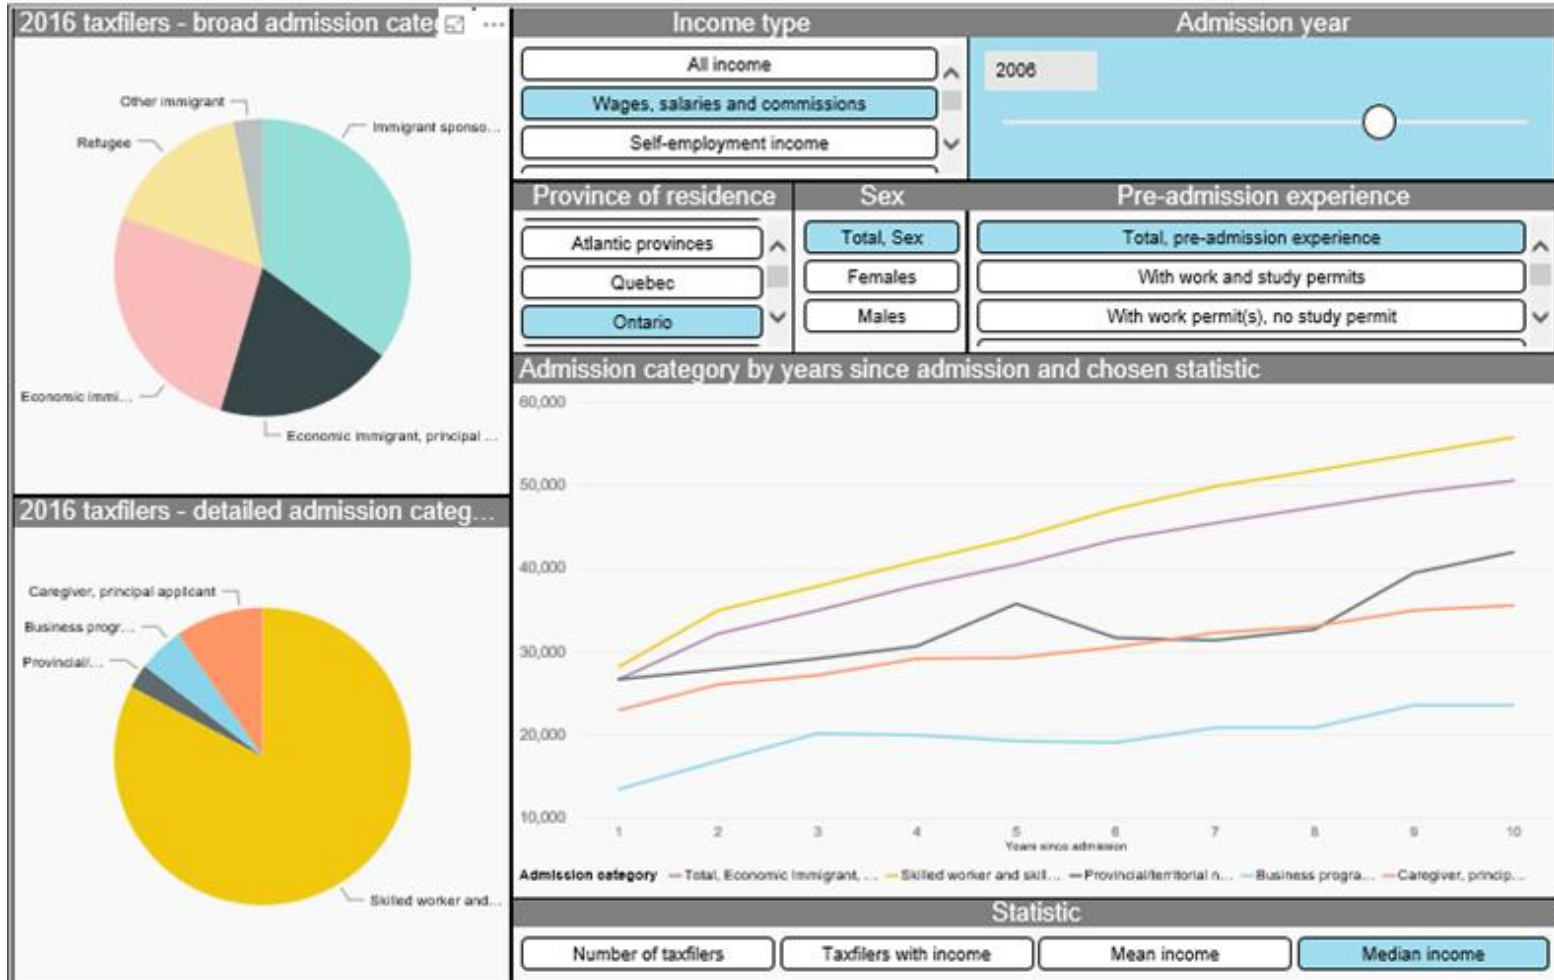 2016 taxfilers - broad admission categ
Other immigrant
Immigrant sponso...
Refugee
Economic immi...
Economic immigrant, principal ...
2016 taxfilers - detailed admission categ...
Caregiver, principal applicant
Business progr...
Provincial/...
Skilled worker and...
Income type
All income
Wages, salaries and commissions
Self-employment income
Admission year
2006
Province of residence
Atlantic provinces
Quebec
Ontario
Sex
Total, Sex
Females
Males
Pre-admission experience
Total, pre-admission experience
With work and study permits
With work permit(s), no study permit
Admission category by years since admission and chosen statistic
60,000
50,000
40,000
30,000
20,000
10,000
1 2 3 4 5 6 7 8 9 10
Years since admission
Admission category Total, Economic Immigrant, ... Skilled worker and skil... Provincial/territorial n... Business progra... Caregiver, princip...
Statistic
Number of taxfilers
Taxfilers with income
Mean income
Median income